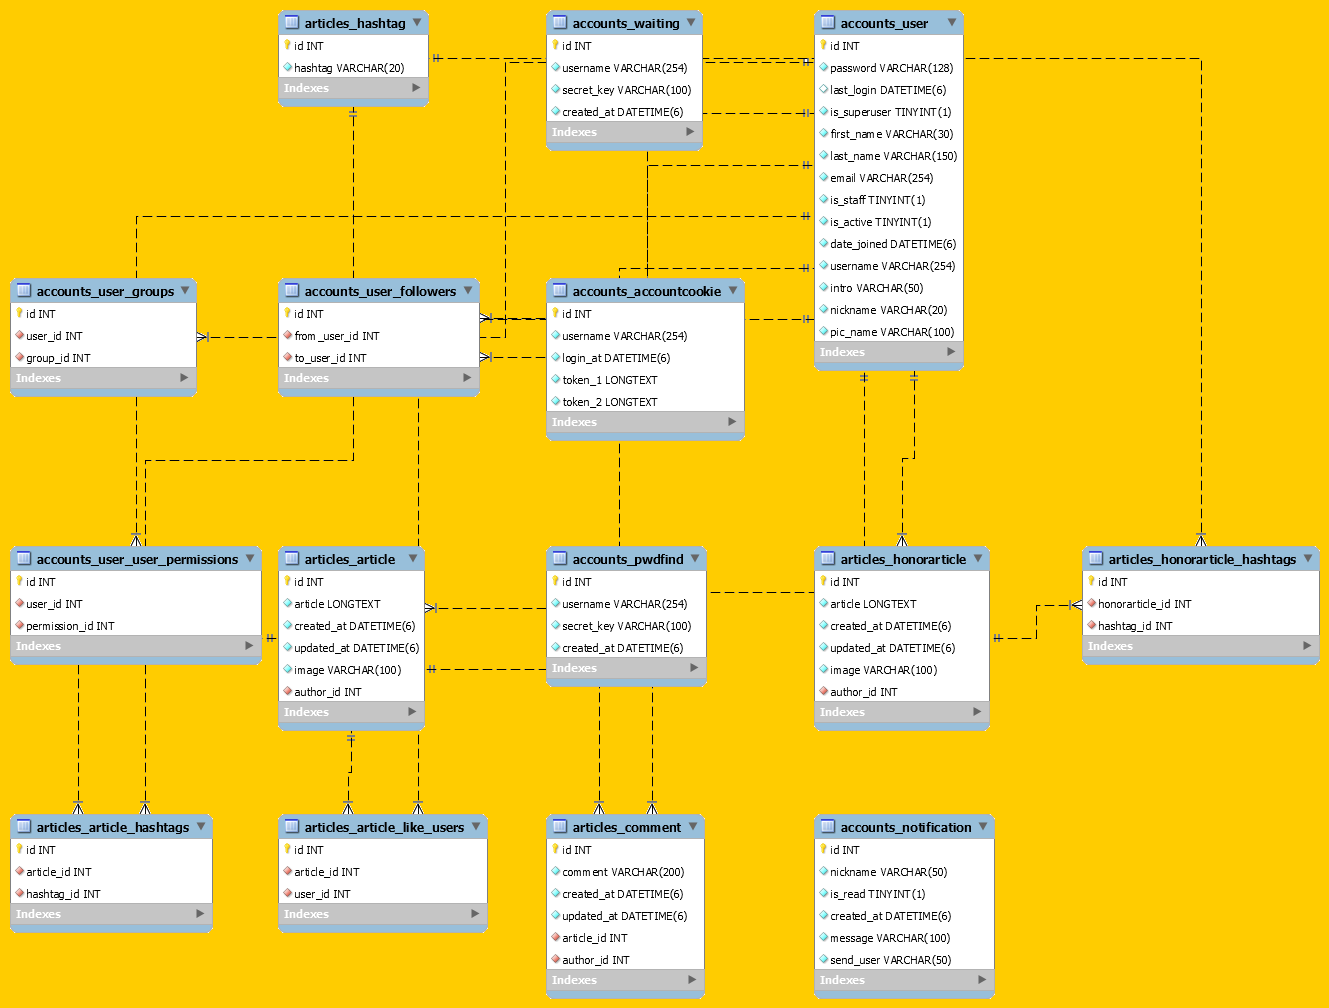 articles_hashtag
id INT
hashtag VARCHAR(20)
Indexes
accounts_waiting
id INT
username VARCHAR(254)
secret_key VARCHAR(100)
created_at DATETIME(6)
Indexes
accounts_user
id INT
password VARCHAR(128)
last_login DATETIME(6)
is_superuser TINYINT(1)
first_name VARCHAR(30)
last_name VARCHAR(150)
email VARCHAR(254)
is_staff TINYINT(1)
is_active TINYINT(1)
date_joined DATETIME(6)
username VARCHAR(254)
intro VARCHAR(50)
nickname VARCHAR(20)
pic_name VARCHAR(100)
Indexes
accounts_user_groups
id INT
user_id INT
group_id INT
Indexes
accounts_user_followers
id INT
from_user_id INT
to_user_id INT
Indexes
accounts_accountcookie
id INT
username VARCHAR(254)
login_at DATETIME(6)
token_1 LONGTEXT
token_2 LONGTEXT
Indexes
accounts_user_user_permissions
id INT
user_id INT
permission_id INT
Indexes
articles_article
id INT
article LONGTEXT
created_at DATETIME(6)
updated_at DATETIME(6)
image VARCHAR(100)
author_id INT
Indexes
accounts_pwdfind
id INT
username VARCHAR(254)
secret_key VARCHAR(100)
created_at DATETIME(6)
Indexes
articles_honorarticle
id INT
article LONGTEXT
created_at DATETIME(6)
updated_at DATETIME(6)
image VARCHAR(100)
author_id INT
Indexes
articles_honorarticle_hashtags
id INT
honorarticle_id INT
hashtag_id INT
Indexes
articles_article_hashtags
id INT
article_id INT
hashtag_id INT
Indexes
articles_article_like_users
id INT
article_id INT
user_id INT
Indexes
articles_comment
id INT
comment VARCHAR(200)
created_at DATETIME(6)
updated_at DATETIME(6)
article_id INT
author_id INT
Indexes
accounts_notification
id INT
nickname VARCHAR(50)
is_read TINYINT(1)
created_at DATETIME(6)
message VARCHAR(100)
send_user VARCHAR(50)
Indexes